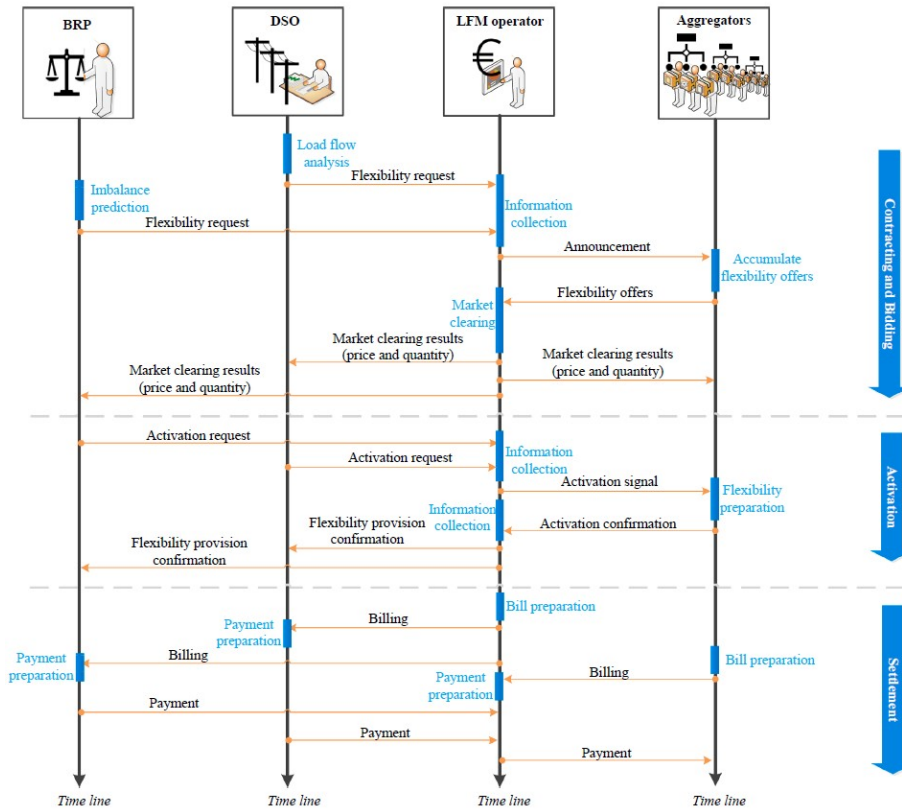 BRP
DSO
LFM operator
Aggregators
Load flow
analysis
Flexibility request
Imbalance
prediction
Information
collection
Flexibility request
Announcement
Accumulate
flexibility offers
Flexibility offers
Market
clearing
Market clearing results
(price and quantity)
Market clearing results
(price and quantity)
Market clearing results
(price and quantity)
Contracting and Bidding
Activation request
Information
collection
Activation request
Activation signal
Flexibility
preparation
Information
collection
Activation confirmation
Flexibility provision
confirmation
Flexibility provision
confirmation
Activation
Bill preparation
Billing
Payment
preparation
Billing
Payment
preparation
Bill preparation
Billing
Payment
preparation
Payment
Payment
Payment
Settlement
Time line
Time line
Time line
Time line